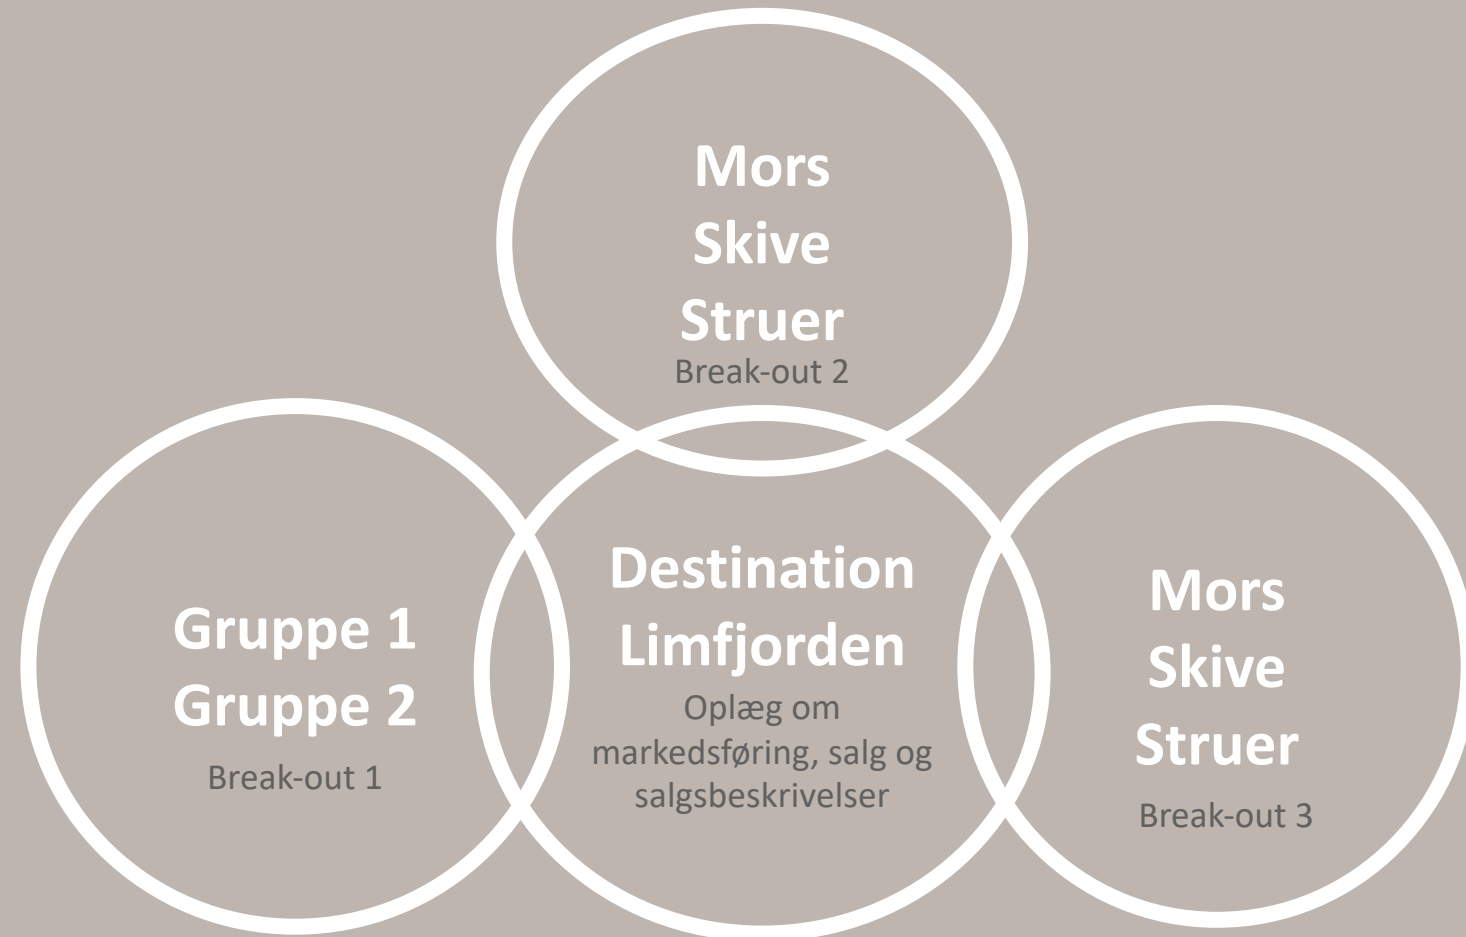 Mors
Skive
Struer
Break-out 2
Gruppe 1
Gruppe 2
Break-out 1
Destination
Limfjorden
Oplæg om
markedsføring, salg og
salgsbeskrivelser
Mors
Skive
Struer
Break-out 3